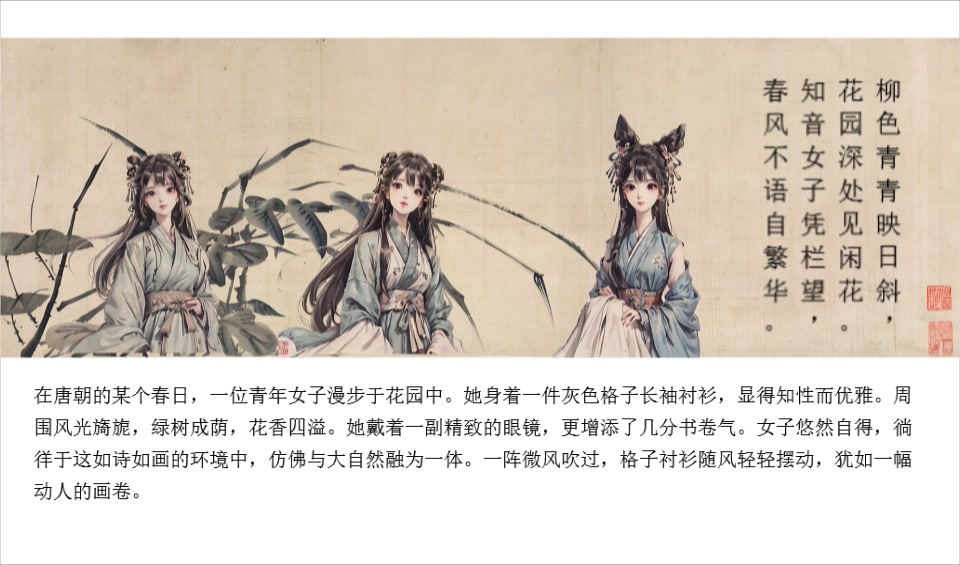 柳色青青映日斜，
花园深处见闲花。
知音女子凭栏望，
春风不语自繁华。
在唐朝的某个春日，一位青年女子漫步于花园中。她身着一件灰色格子长袖衬衫，显得知性而优雅。周
围风光旖旎，绿树成荫，花香四溢。她戴着一副精致的眼镜，更增添了几分书卷气。女子悠然自得，徜
徉于这如诗如画的环境中，仿佛与大自然融为一体。一阵微风吹过，格子衬衫随风轻轻摆动，犹如一幅
动人的画卷。